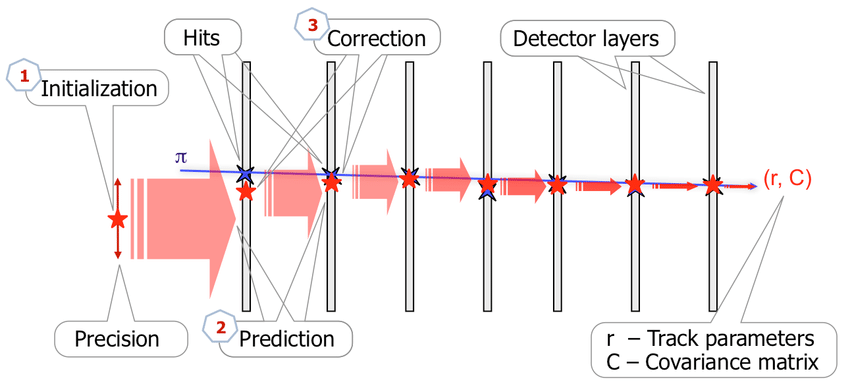 Hits
3
Correction
Detector layers
1
Initialization
π
(r, C)
Precision
2
Prediction
r – Track parameters
C – Covariance matrix